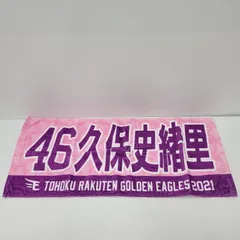 46久保史緒里
TOHOKU RAKUTEN GOLDEN EAGLES 2021